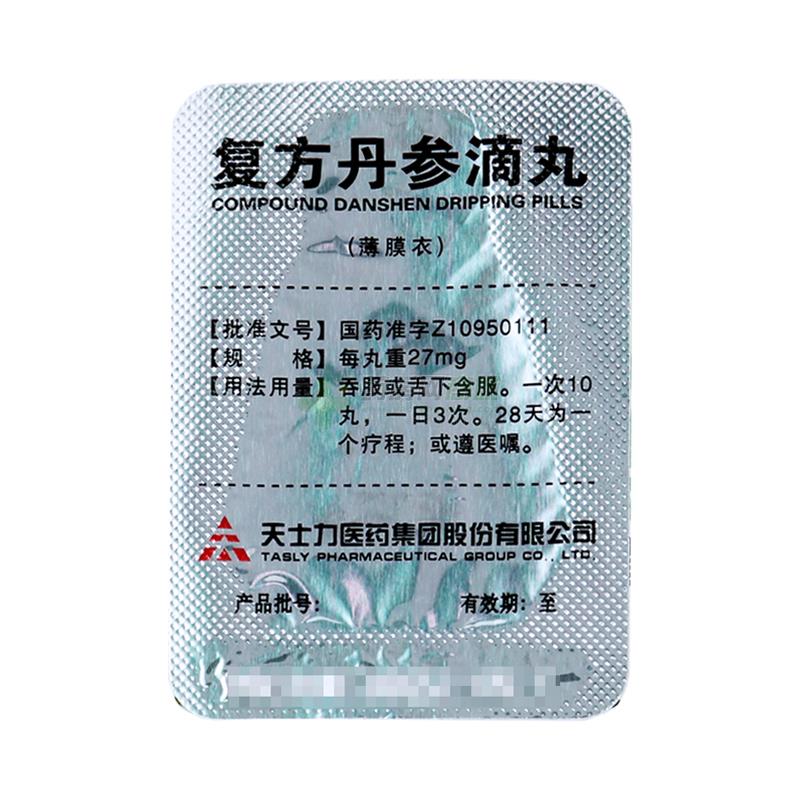 复方丹参滴丸
COMPOUND DANSHEN DRIPPING PILLS
(薄膜衣)
【批准文号】国药准字Z10950111
【规 格】每丸重27mg
【用法用量】吞服或舌下含服。一次10
丸，一日3次。28天为一
个疗程；或遵医嘱。
天士力医药集团股份有限公司
TASLY PHARMACEUTICAL GROUP CO., LTD.
产品批号： 有效期：至